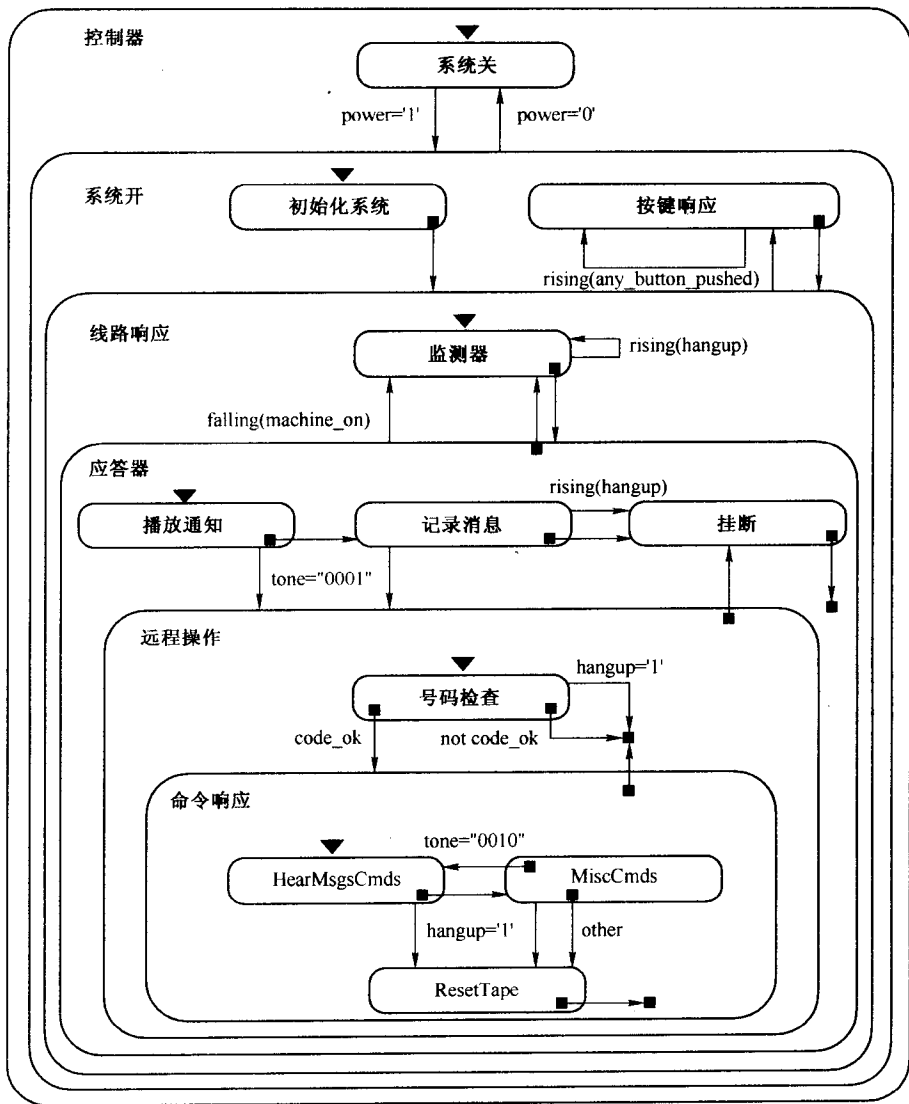 控制器
系统关
power='1'
power='0'
系统开
初始化系统
按键响应
rising(any_button_pushed)
线路响应
监测器
rising(hangup)
falling(machine_on)
应答器
rising(hangup)
播放通知
记录消息
挂断
tone="0001"
远程操作
hangup='1'
号码检查
code_ok
not code_ok
命令响应
tone="0010"
HearMsgsCmds
MiscCmds
hangup='1'
other
ResetTape